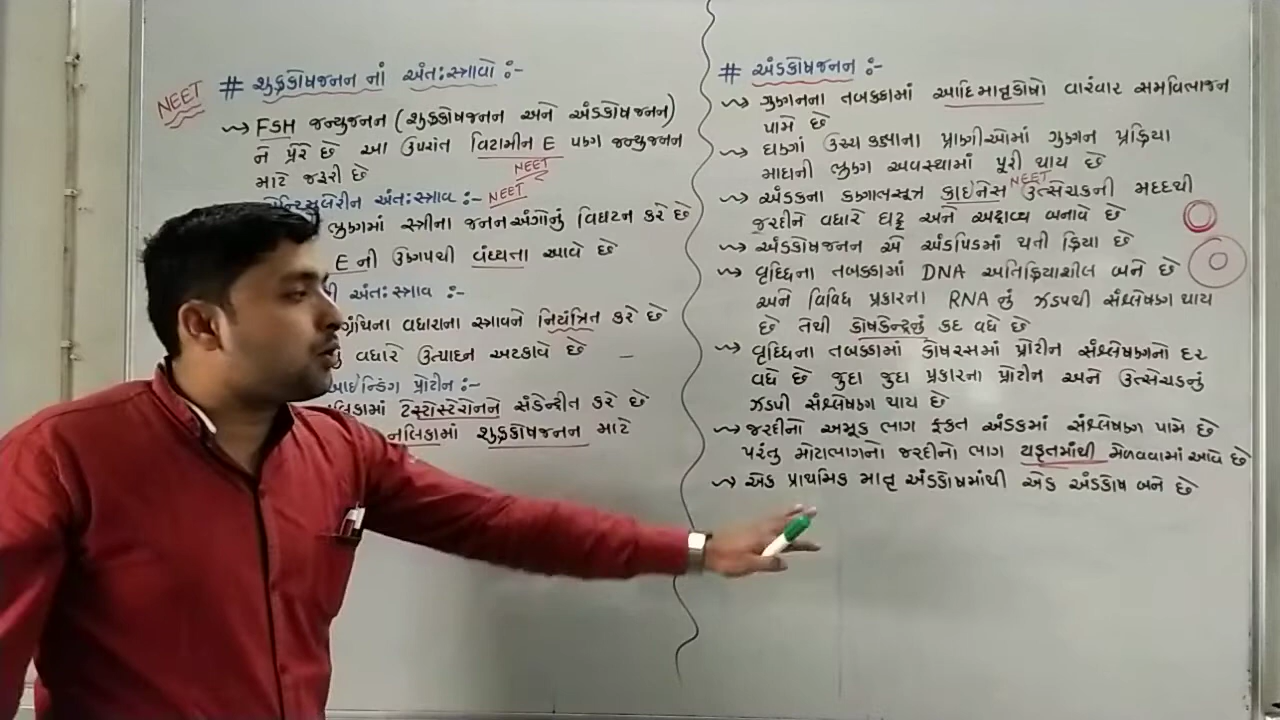 NEET
# શુક્રકોષજનન નાં અંતઃસ્ત્રાવો :-
FSH જન્યુજનન (શુક્રકોષજનન અને અંડકોષજનન)
ને પ્રેરે છે આ ઉપરાંત વિટામીન E પણ જન્યુજનન
માટે જરૂરી છે
NEET
અંતઃસ્ત્રાવ :- NEET
ભ્રુણમાં સ્ત્રીના જનન અંગોનું વિઘટન કરે છે
E ની ઉણપથી વંધ્યતા આવે છે
અંતઃસ્ત્રાવ :-
ગ્રંથિના વધારાના સ્ત્રાવને નિયંત્રિત કરે છે
નું વધારે ઉત્પાદન અટકાવે છે
બાઇન્ડિંગ પ્રોટીન :-
નલિકામાં ટેસ્ટોસ્ટેરોનને સંકેન્દ્રીત કરે છે
નલિકામાં શુક્રકોષજનન માટે
# અંડકોષજનન :-
ગુણનના તબક્કામાં આદિમાતૃકોષો વારંવાર સમવિભાજન
પામે છે
ઘણાં ઉચ્ચ કક્ષાના પ્રાણીઓમાં ગુણન પ્રક્રિયા
માદાની ભ્રુણ અવસ્થામાં પૂરી થાય છે
અંડકના કણાભસૂત્ર કાઇનેસ NEET ઉત્સેચકની મદદથી
જરદીને વધારે ઘટ્ટ અને અદ્રાવ્ય બનાવે છે
અંડકોષજનન એ અંડપિંડમાં થતી ક્રિયા છે
વૃધ્ધિના તબક્કામાં DNA અતિક્રિયાશીલ બને છે
અને વિવિધ પ્રકારના RNA નું ઝડપથી સંશ્લેષણ થાય
છે તેથી કોષકેન્દ્રનું કદ વધે છે
વૃધ્ધિના તબક્કામાં કોષરસમાં પ્રોટીન સંશ્લેષણનો દર
વધે છે જુદા જુદા પ્રકારના પ્રોટીન અને ઉત્સેચકનું
ઝડપી સંશ્લેષણ થાય છે
જરદીનો અમૂક ભાગ ફકત અંડકમાં સંશ્લેષણ પામે છે
પરંતુ મોટાભાગનો જરદીનો ભાગ યકૃતમાંથી મેળવવામાં આવે છે
એક પ્રાથમિક માતૃ અંડકોષમાંથી એક અંડકોષ બને છે